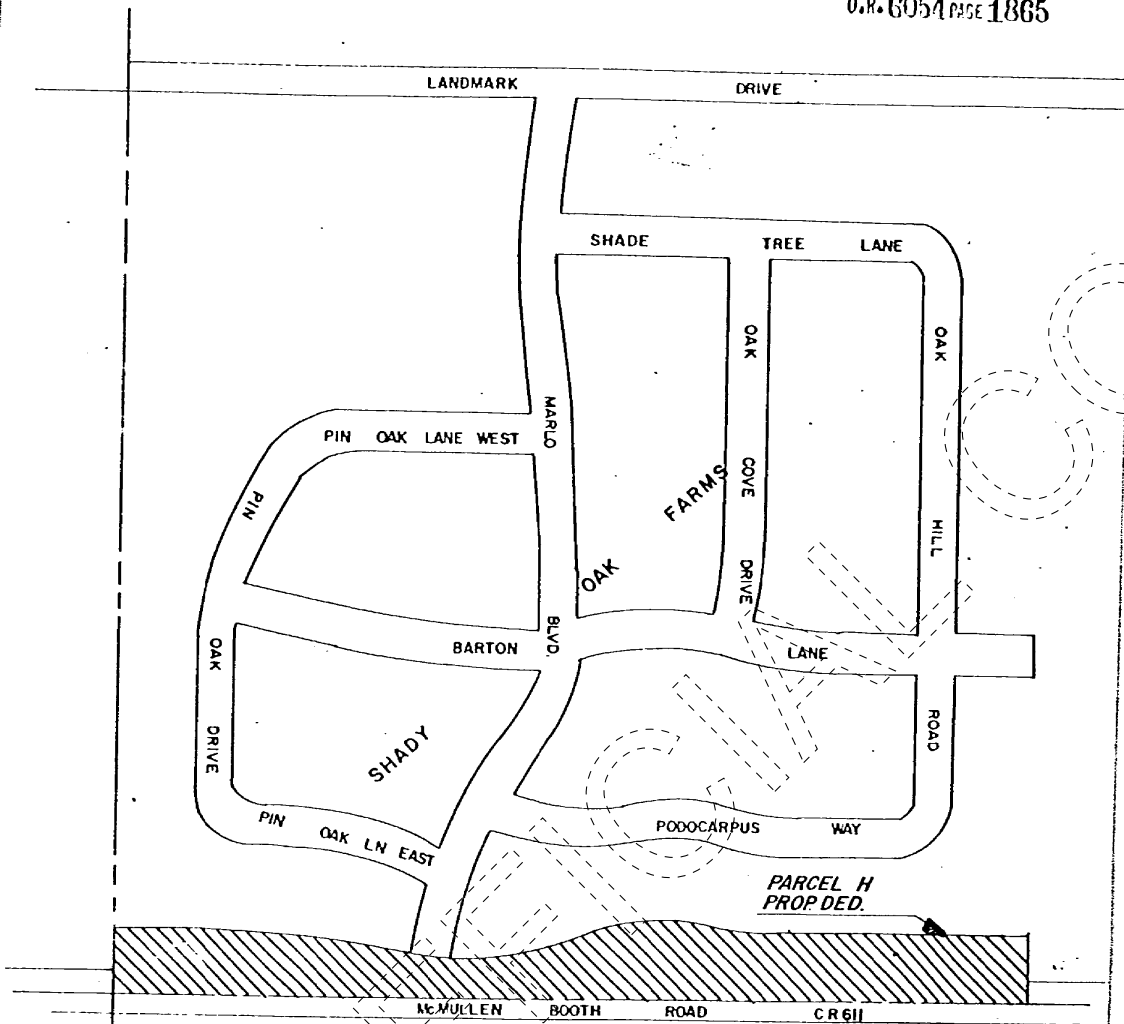 O.R. 6054 PAGE 1865
LANDMARK DRIVE
SHADE TREE LANE
OAK HILL ROAD
OAK COVE DRIVE
MARLO BLVD.
PIN OAK LANE WEST
PIN OAK DRIVE
SHADY OAK FARMS
BARTON LANE
PIN OAK LN EAST
PODOCARPUS WAY
PARCEL H
PROP. DED.
McMULLEN BOOTH ROAD CR 611